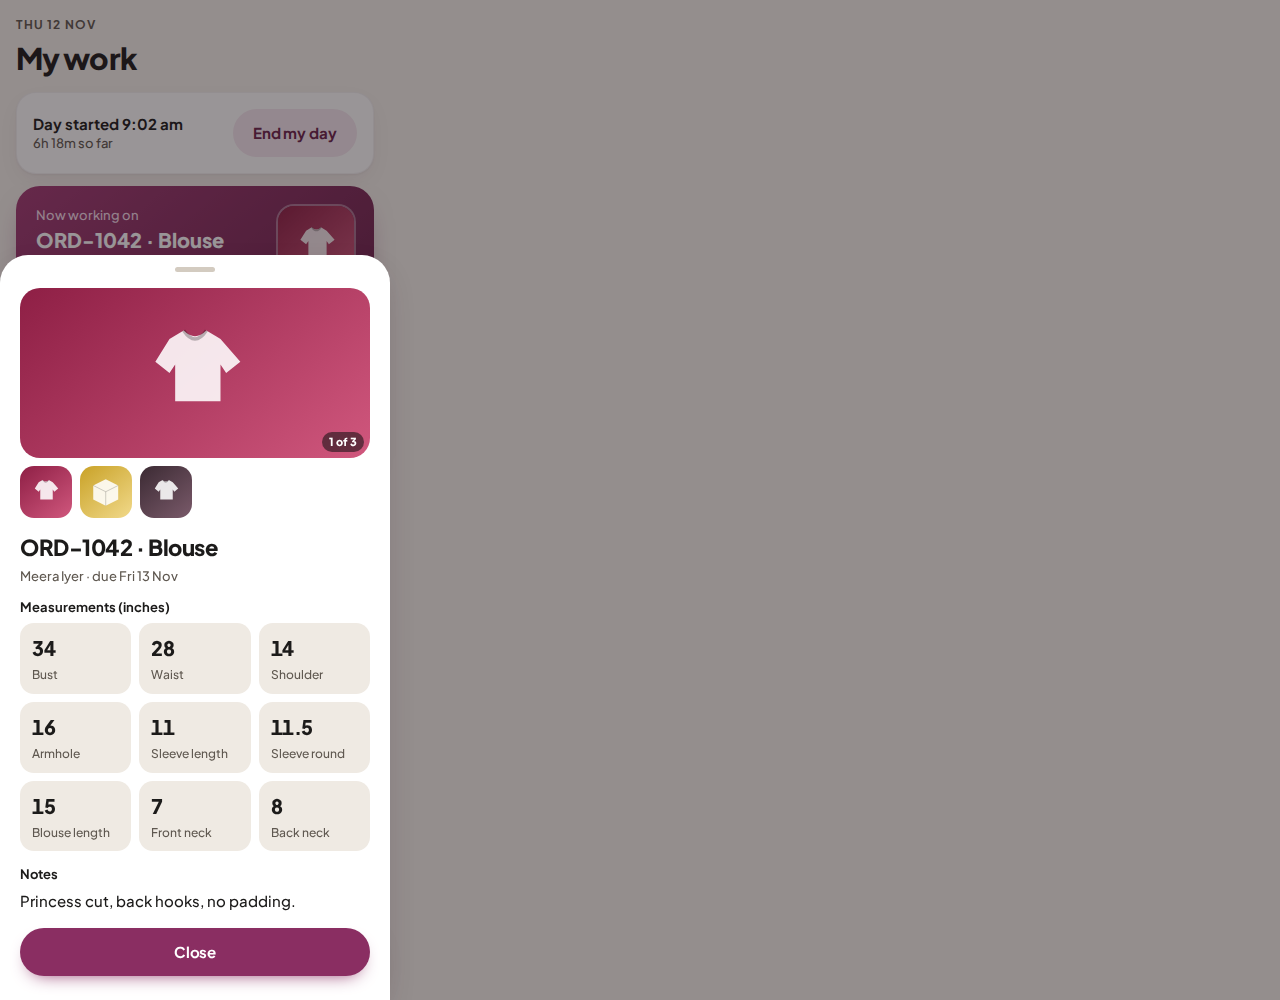 THU 12 NOV
My work
Day started 9:02 am
6h 18m so far
End my day
Now working on
ORD-1042 · Blouse
1 of 3
ORD-1042 · Blouse
Meera Iyer · due Fri 13 Nov
Measurements (inches)
34
Bust
28
Waist
14
Shoulder
16
Armhole
11
Sleeve length
11.5
Sleeve round
15
Blouse length
7
Front neck
8
Back neck
Notes
Princess cut, back hooks, no padding.
Close